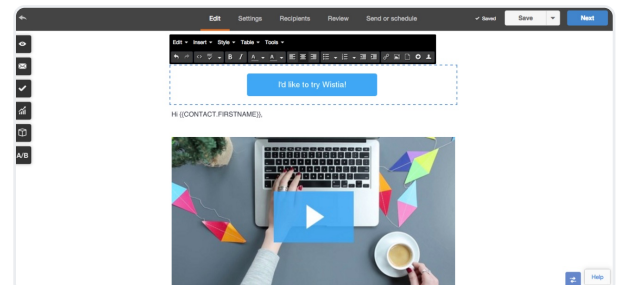 Edit Settings Recipients Review Send or schedule ✓ Saved Save Next
Edit Insert Style Table Tools
B I A A
I'd like to try Wistia!
Hi {{CONTACT.FIRSTNAME}},
A/B
Help